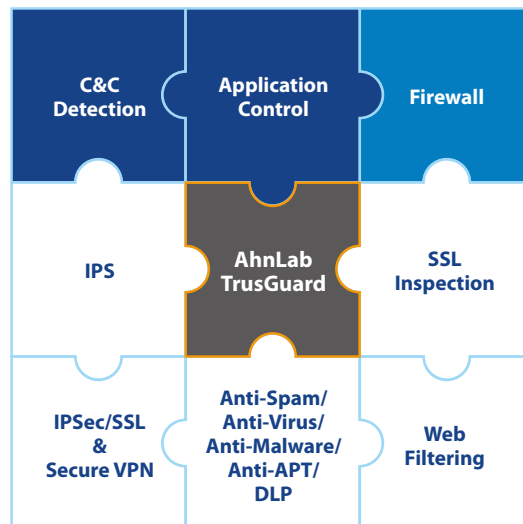 C&C
Detection
Application
Control
Firewall
IPS
AhnLab
TrusGuard
SSL
Inspection
IPSec/SSL
&
Secure VPN
Anti-Spam/
Anti-Virus/
Anti-Malware/
Anti-APT/
DLP
Web
Filtering